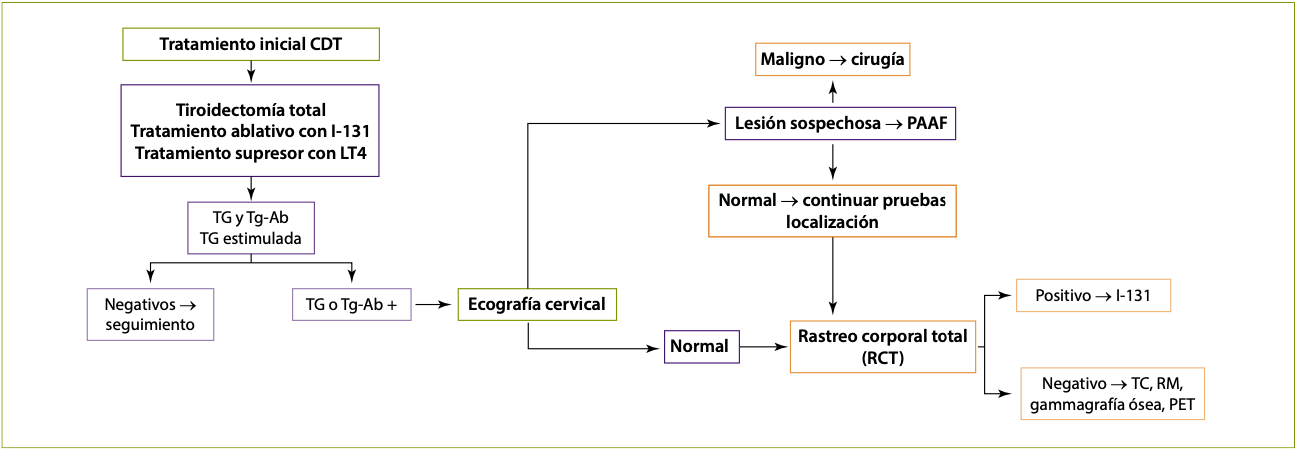 Tratamiento inicial CDT
Tiroidectomía total
Tratamiento ablativo con I-131
Tratamiento supresor con LT4
TG y Tg-Ab
TG estimulada
Negativos →
seguimiento
TG o Tg-Ab +
Ecografía cervical
Maligno → cirugía
Lesión sospechosa → PAAF
Normal → continuar pruebas
localización
Normal
Rastreo corporal total
(RCT)
Positivo → I-131
Negativo → TC, RM,
gammagrafía ósea, PET